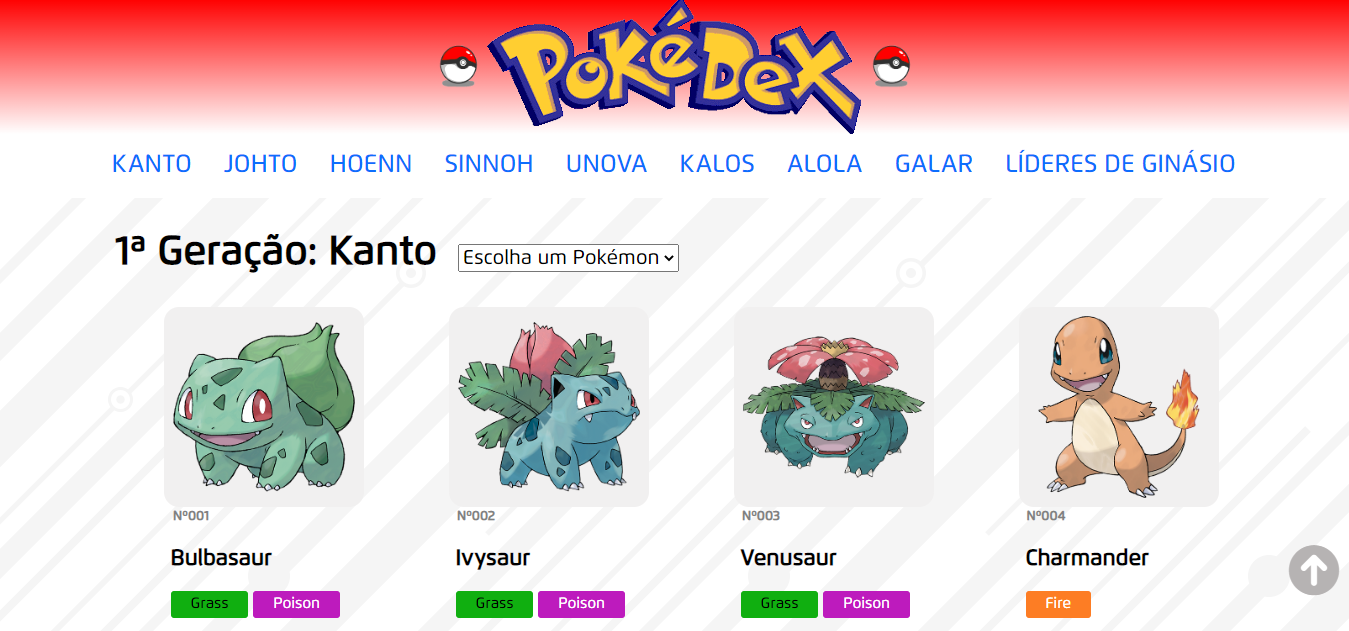 PoKéDeX
KANTO JOHTO HOENN SINNOH UNOVA KALOS ALOLA GALAR LÍDERES DE GINÁSIO
1ª Geração: Kanto Escolha um Pokémon
Nº001 Nº002 Nº003 Nº004
Bulbasaur Ivysaur Venusaur Charmander
Grass Poison Grass Poison Grass Poison Fire